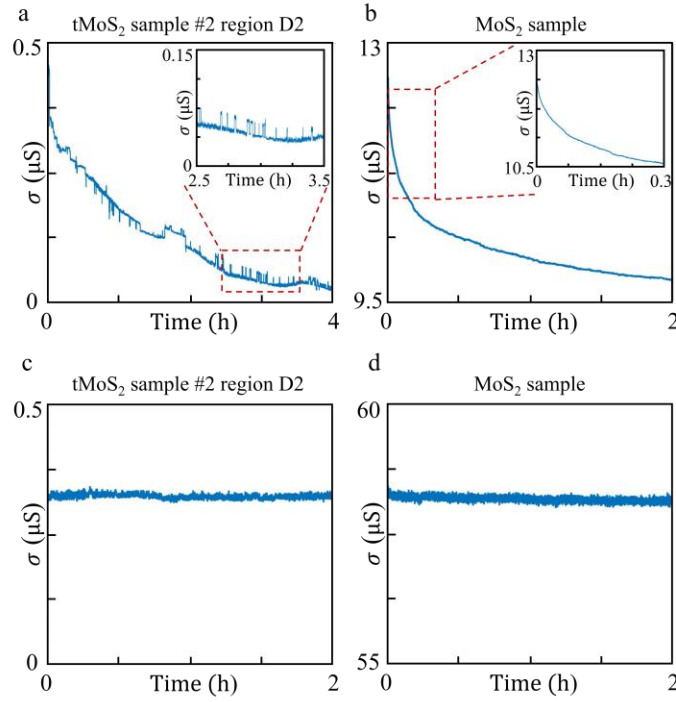 a
tMoS₂ sample #2 region D2
0.5
σ (μS)
0
0
Time (h)
4
0.15
σ (μS)
0
2.5
Time (h)
3.5
b
MoS₂ sample
13
σ (μS)
9.5
0
Time (h)
2
13
σ (μS)
10.5
0
Time (h)
0.3
c
tMoS₂ sample #2 region D2
0.5
σ (μS)
0
0
Time (h)
2
d
MoS₂ sample
60
σ (μS)
55
0
Time (h)
2